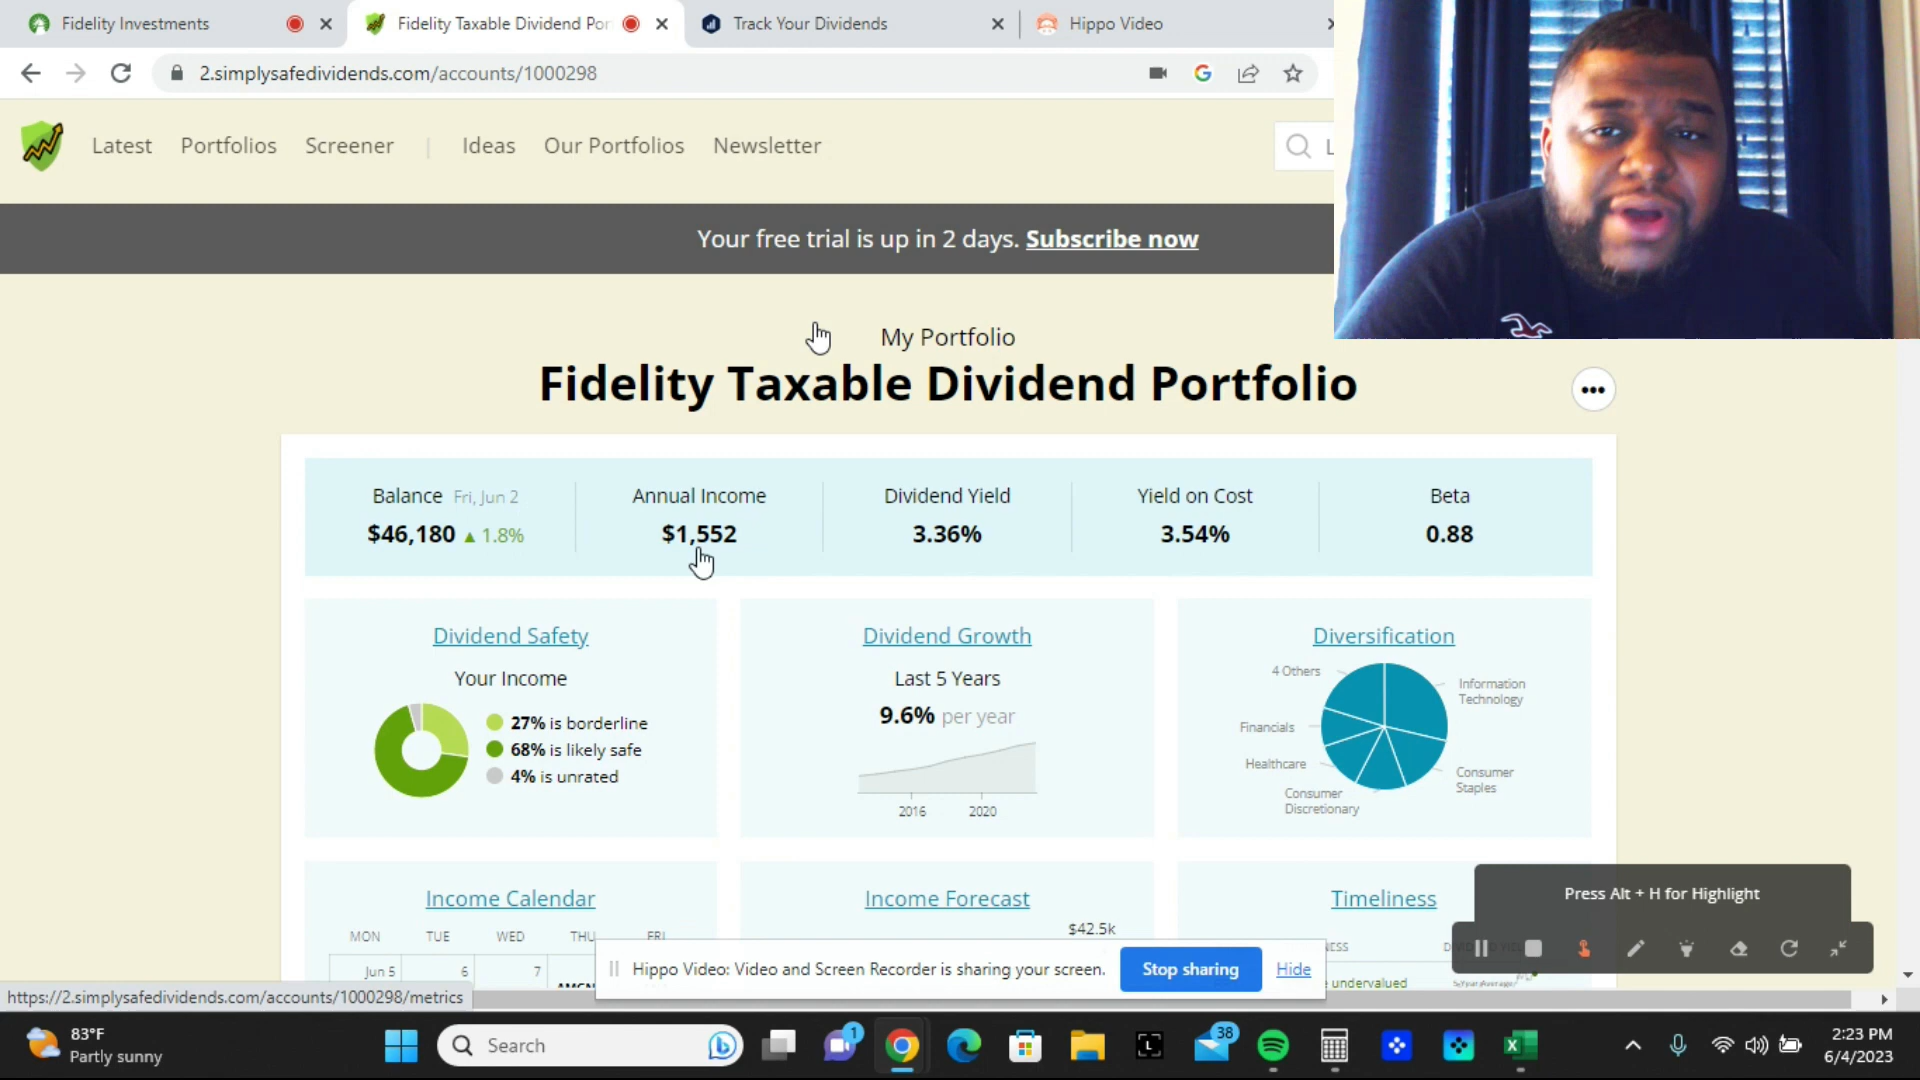 Fidelity Investments
Fidelity Taxable Dividend Por
Track Your Dividends
Hippo Video
2.simplysafedividends.com/accounts/1000298
Latest Portfolios Screener Ideas Our Portfolios Newsletter
L
Your free trial is up in 2 days. Subscribe now
My Portfolio
Fidelity Taxable Dividend Portfolio
Balance Fri, Jun 2
$46,180 ▲ 1.8%
Annual Income
$1,552
Dividend Yield
3.36%
Yield on Cost
3.54%
Beta
0.88
Dividend Safety
Your Income
27% is borderline
68% is likely safe
4% is unrated
Dividend Growth
Last 5 Years
9.6% per year
2016 2020
Diversification
4 Others
Information
Technology
Financials
Healthcare
Consumer
Staples
Consumer
Discretionary
Income Calendar
MON TUE WED THU FRI
Jun 5 6 7
AMGN
Income Forecast
$42.5k
Timeliness
undervalued
Press Alt + H for Highlight
Hippo Video: Video and Screen Recorder is sharing your screen.
Stop sharing
Hide
https://2.simplysafedividends.com/accounts/1000298/metrics
83°F
Partly sunny
Search
1
38
2:23 PM
6/4/2023